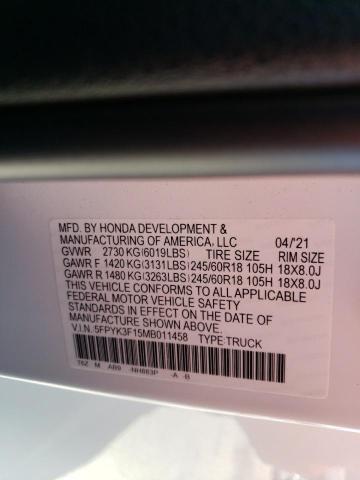 MFD. BY HONDA DEVELOPMENT &
MANUFACTURING OF AMERICA, LLC 04/'21
GVWR 2730 KG(6019LBS) TIRE SIZE RIM SIZE
GAWR F 1420 KG(3131LBS) 245/60R18 105H 18X8.0J
GAWR R 1480 KG(3263LBS) 245/60R18 105H 18X8.0J
THIS VEHICLE CONFORMS TO ALL APPLICABLE
FEDERAL MOTOR VEHICLE SAFETY
STANDARDS IN EFFECT ON THE DATE OF
MANUFACTURE SHOWN ABOVE.
V.I.N.:5FPYK3F15MB011458 TYPE:TRUCK
T6Z M AB9 -NH883P -A -B